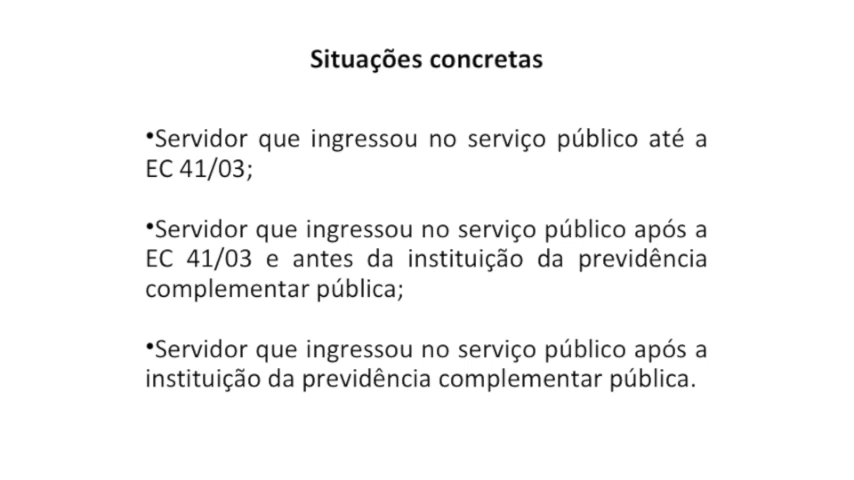 Situações concretas
•Servidor que ingressou no serviço público até a
EC 41/03;
•Servidor que ingressou no serviço público após a
EC 41/03 e antes da instituição da previdência
complementar pública;
•Servidor que ingressou no serviço público após a
instituição da previdência complementar pública.